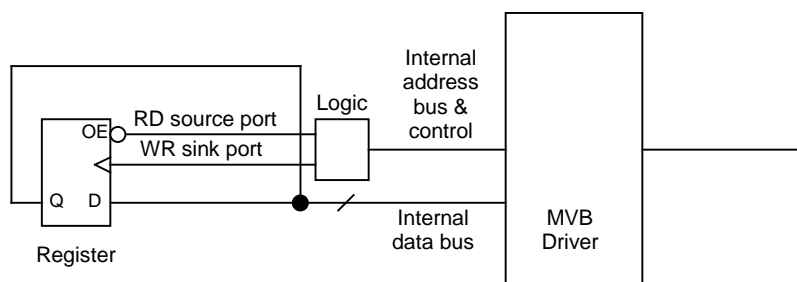 Internal
address
bus &
control
Logic
OE
RD source port
WR sink port
Q
D
Internal
data bus
MVB
Driver
Register